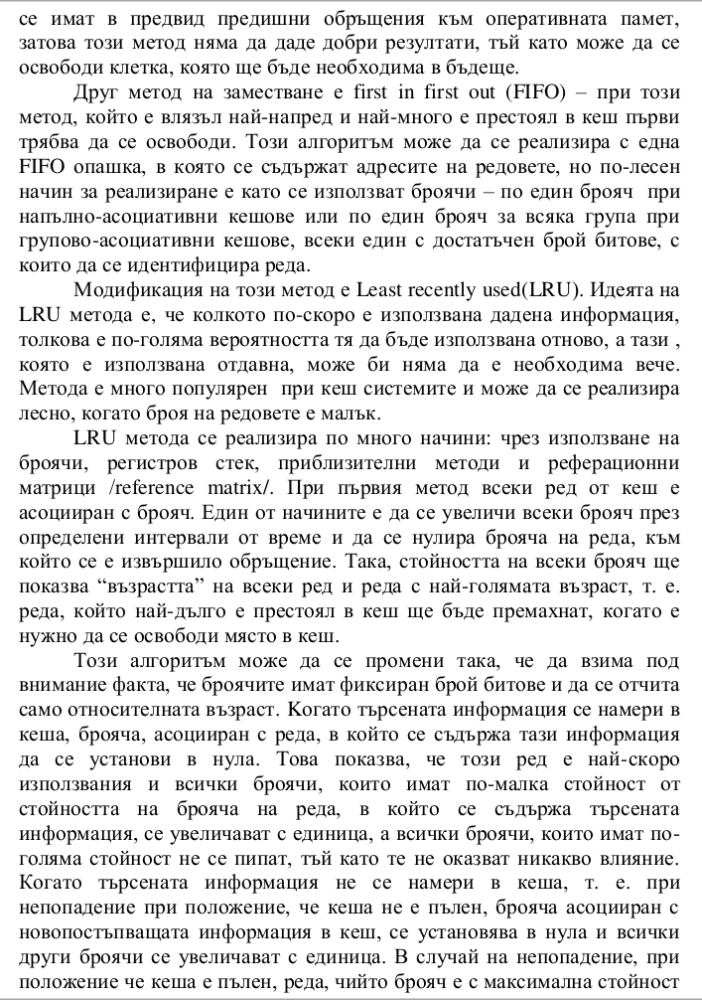 се имат в предвид предишни обръщения към оперативната памет,
затова този метод няма да даде добри резултати, тъй като може да се
освободи клетка, която ще бъде необходима в бъдеще.
Друг метод на заместване е first in first out (FIFO) – при този
метод, който е влязъл най-напред и най-много е престоял в кеш първи
трябва да се освободи. Този алгоритъм може да се реализира с една
FIFO опашка, в която се съдържат адресите на редовете, но по-лесен
начин за реализиране е като се използват броячи – по един брояч при
напълно-асоциативни кешове или по един брояч за всяка група при
групово-асоциативни кешове, всеки един с достатъчен брой битове, с
които да се идентифицира реда.
Модификация на този метод е Least recently used(LRU). Идеята на
LRU метода е, че колкото по-скоро е използвана дадена информация,
толкова е по-голяма вероятността тя да бъде използвана отново, а тази ,
която е използвана отдавна, може би няма да е необходима вече.
Метода е много популярен при кеш системите и може да се реализира
лесно, когато броя на редовете е малък.
LRU метода се реализира по много начини: чрез използване на
броячи, регистров стек, приблизителни методи и реферационни
матрици /reference matrix/. При първия метод всеки ред от кеш е
асоцииран с брояч. Един от начините е да се увеличи всеки брояч през
определени интервали от време и да се нулира брояча на реда, към
който се е извършило обръщение. Така, стойността на всеки брояч ще
показва “възрастта” на всеки ред и реда с най-голямата възраст, т. е.
реда, който най-дълго е престоял в кеш ще бъде премахнат, когато е
нужно да се освободи място в кеш.
Този алгоритъм може да се промени така, че да взима под
внимание факта, че броячите имат фиксиран брой битове и да се отчита
само относителната възраст. Когато търсената информация се намери в
кеша, брояча, асоцииран с реда, в който се съдържа тази информация
да се установи в нула. Това показва, че този ред е най-скоро
използвания и всички броячи, които имат по-малка стойност от
стойността на брояча на реда, в който се съдържа търсената
информация, се увеличават с единица, а всички броячи, които имат по-
голяма стойност не се пипат, тъй като те не оказват никакво влияние.
Когато търсената информация не се намери в кеша, т. е. при
непопадение при положение, че кеша не е пълен, брояча асоцииран с
новопостъпващата информация в кеш, се установява в нула и всички
други броячи се увеличават с единица. В случай на непопадение, при
положение че кеша е пълен, реда, чийто брояч е с максимална стойност